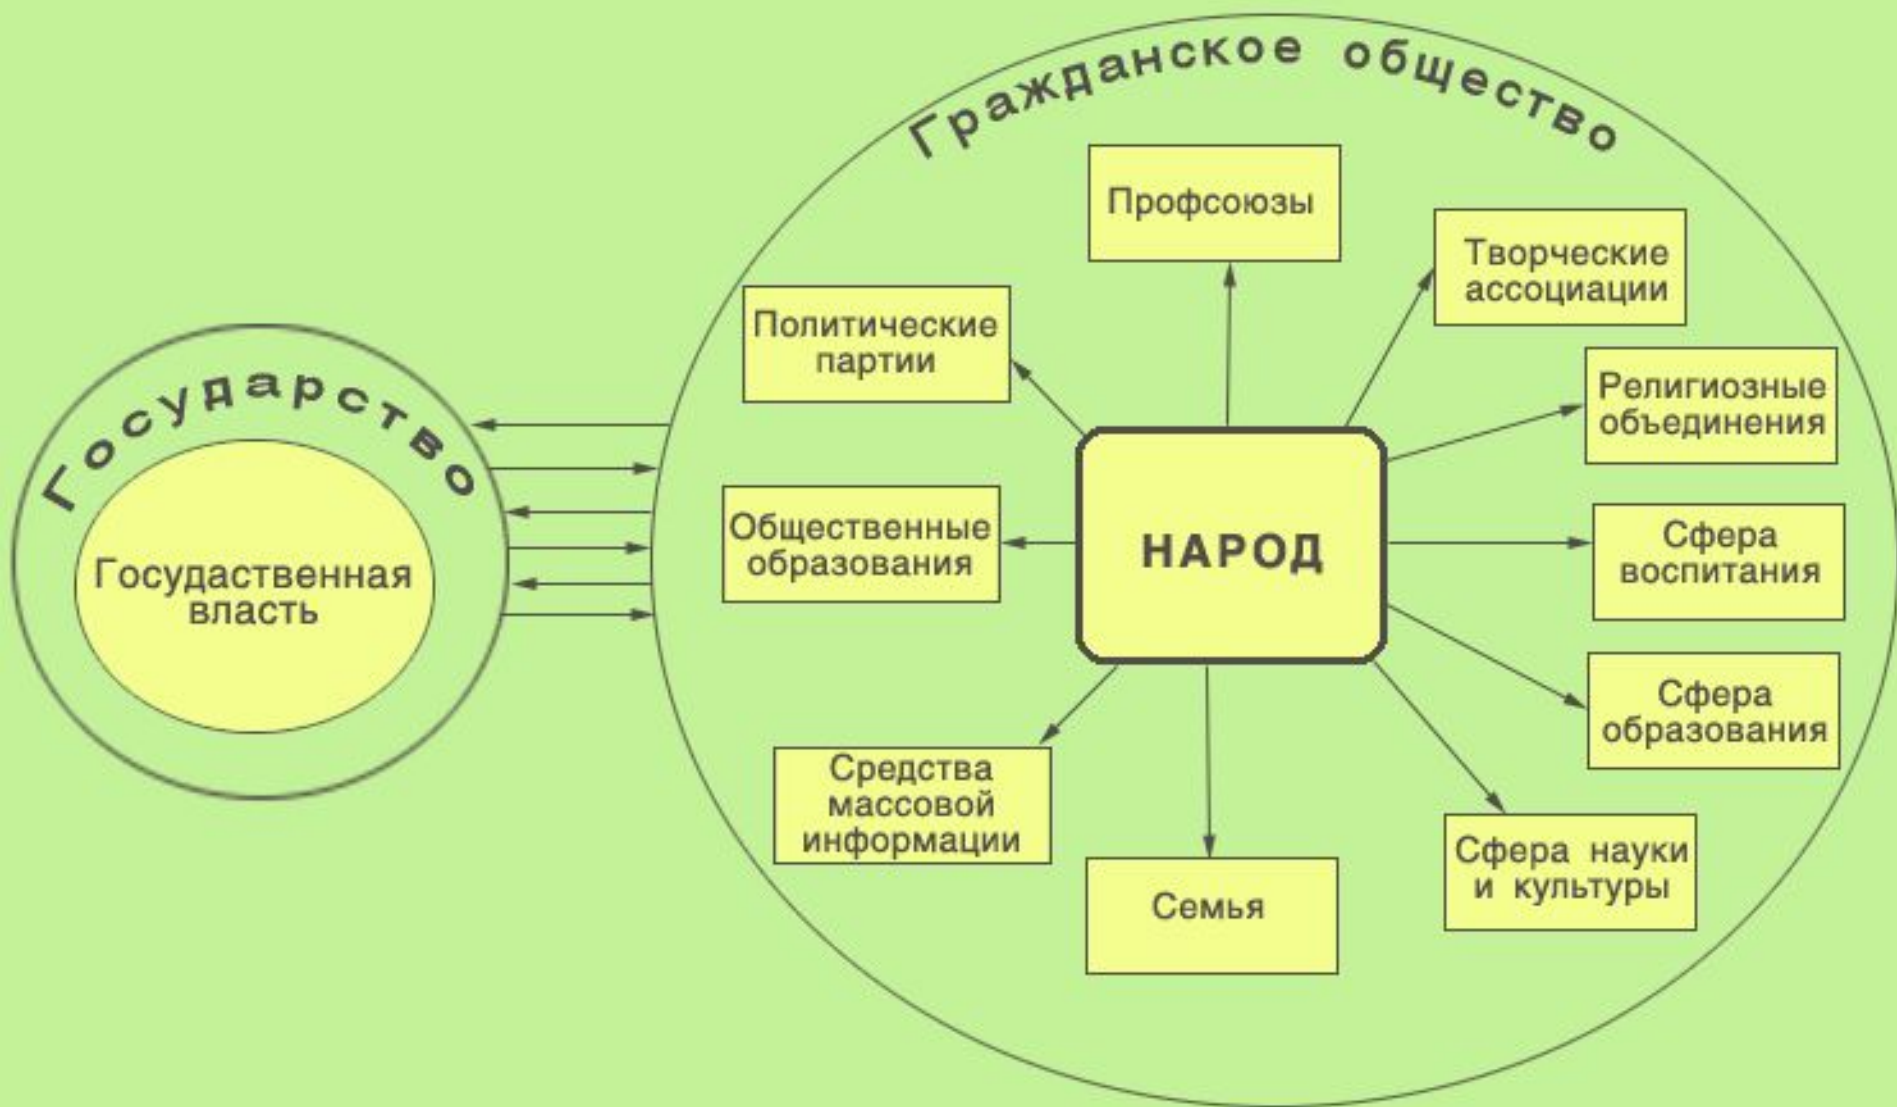 Гражданское общество
Профсоюзы
Творческие
ассоциации
Политические
партии
Религиозные
объединения
Государство
Государственная
власть
Общественные
образования
НАРОД
Сфера
воспитания
Сфера
образования
Средства
массовой
информации
Семья
Сфера науки
и культуры